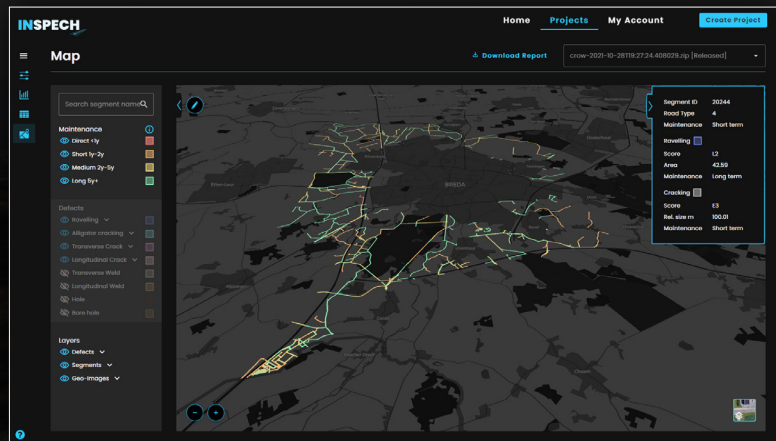 INSPECH
Home Projects My Account Create Project
Map
Download Report
crow-2021-10-28119:27:24.408029.zip [Released]
Search segment name
Maintenance
Direct <1y
Short 1y-2y
Medium 2y-5y
Long 5y+
Defects
Ravelling
Alligator cracking
Transverse Crack
Longitudinal Crack
Transverse Weld
Longitudinal Weld
Hole
Bare hole
Layers
Defects
Segments
Geo-images
BREDA
Segment ID 20244
Road Type 4
Maintenance Short term
Ravelling
Score L2
Area 42.59
Maintenance Long term
Cracking
Score E3
Rel. size m 100.01
Maintenance Short term